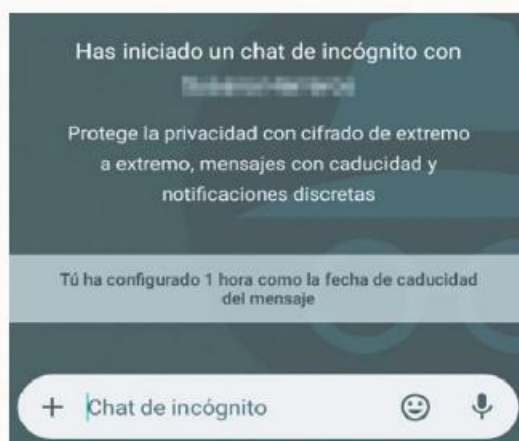 Has iniciado un chat de incógnito con
Protege la privacidad con cifrado de extremo
a extremo, mensajes con caducidad y
notificaciones discretas
Tú ha configurado 1 hora como la fecha de caducidad
del mensaje
Chat de incógnito